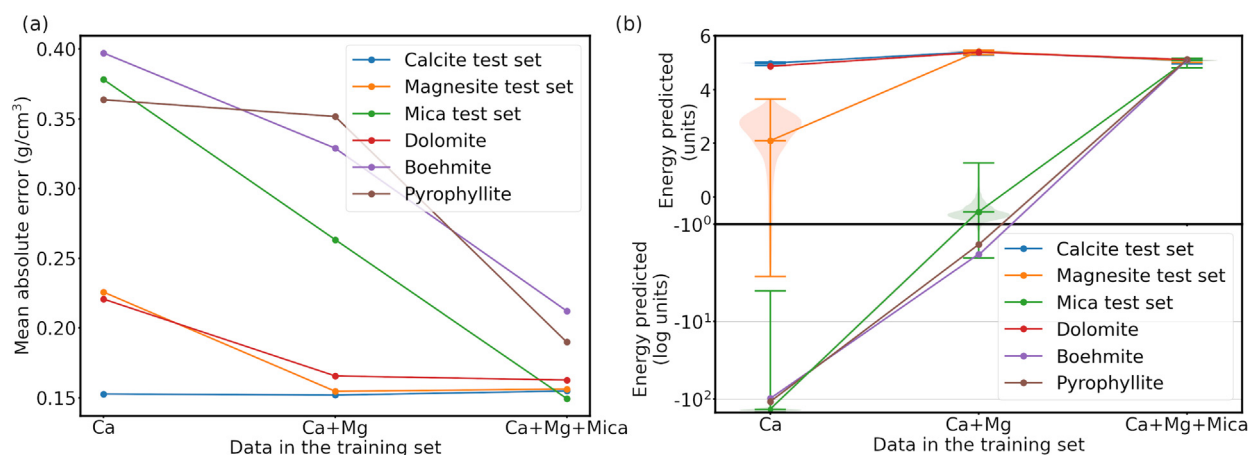 (a)
0.40
0.35
0.30
0.25
0.20
0.15
Mean absolute error (g/cm³)
Calcite test set
Magnesite test set
Mica test set
Dolomite
Boehmite
Pyrophyllite
Ca
Ca+Mg
Ca+Mg+Mica
Data in the training set
(b)
6
4
2
0
-10⁰
-10¹
-10²
Energy predicted
(units)
Energy predicted
(log units)
Calcite test set
Magnesite test set
Mica test set
Dolomite
Boehmite
Pyrophyllite
Ca
Ca+Mg
Ca+Mg+Mica
Data in the training set